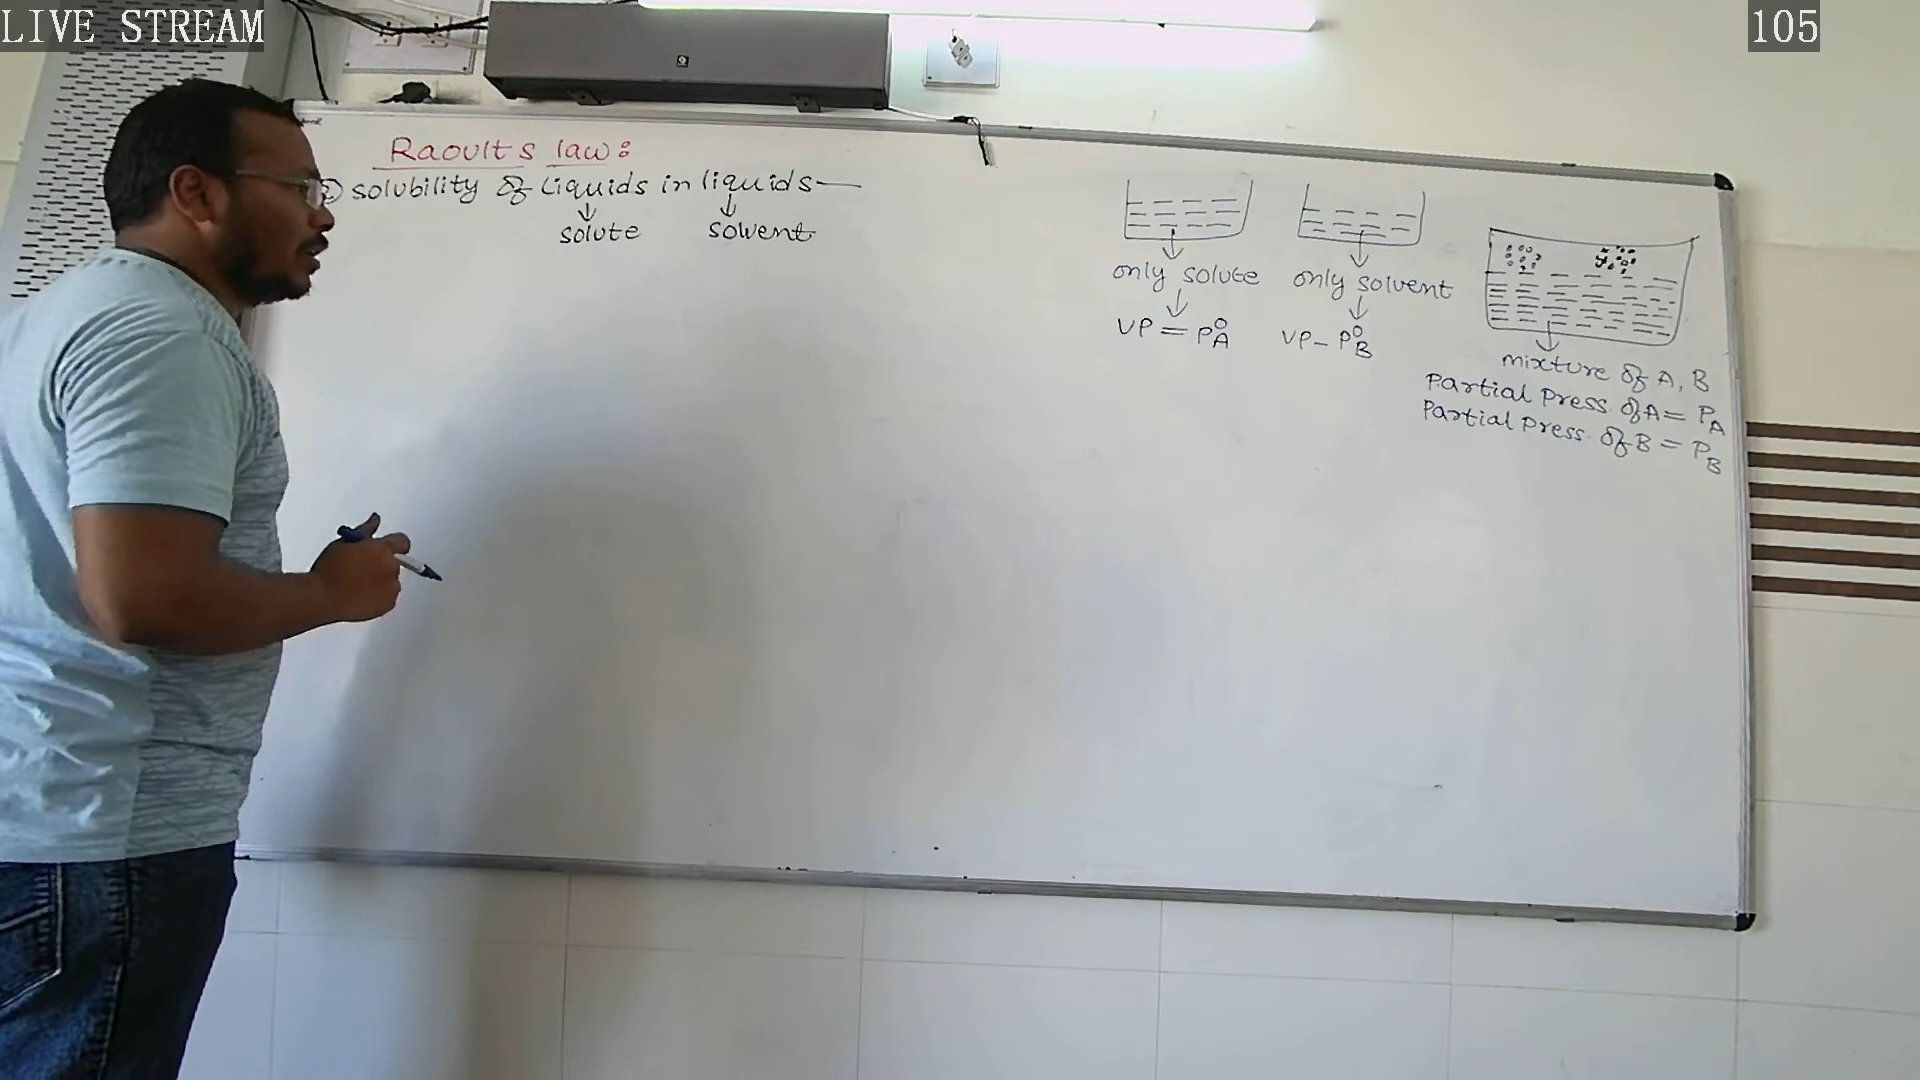 LIVE STREAM
105
Raoult s law:
② solubility of liquids in liquids—
↓ ↓
solute solvent
↓
only solute
↓
VP = P°A
↓
only solvent
↓
VP- P°B
↓
mixture of A, B
Partial press. of A = PA
Partial press. of B = PB